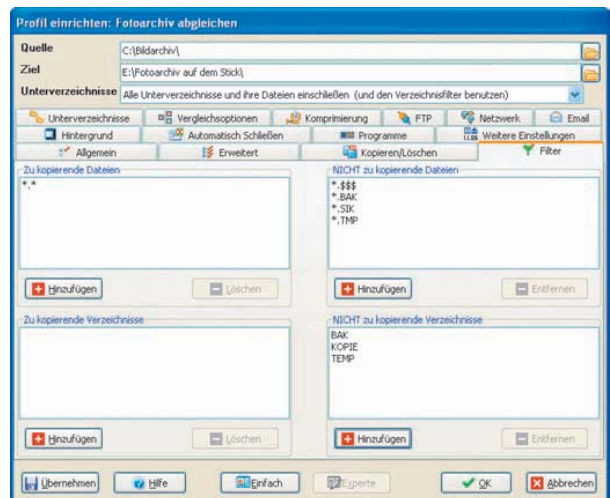 Profil einrichten: Fotoarchiv abgleichen
Quelle C:\Bildarchiv\
Ziel E:\Fotoarchiv auf dem Stick\
Unterverzeichnisse Alle Unterverzeichnisse und ihre Dateien einschließen (und den Verzeichnisfilter benutzen)
Unterverzeichnisse Vergleichsoptionen Komprimierung FTP Netzwerk Email
Hintergrund Automatisch Schließen Programme Weitere Einstellungen
Allgemein Erweitert Kopieren/Löschen Filter
Zu kopierende Dateien
*.*
Hinzufügen Löschen
NICHT zu kopierende Dateien
*.$$$
*.BAK
*.SIK
*.TMP
Hinzufügen Entfernen
Zu kopierende Verzeichnisse
Hinzufügen Löschen
NICHT zu kopierende Verzeichnisse
BAK
KOPIE
TEMP
Hinzufügen Entfernen
Übernehmen Hilfe Einfach Experte OK Abbrechen